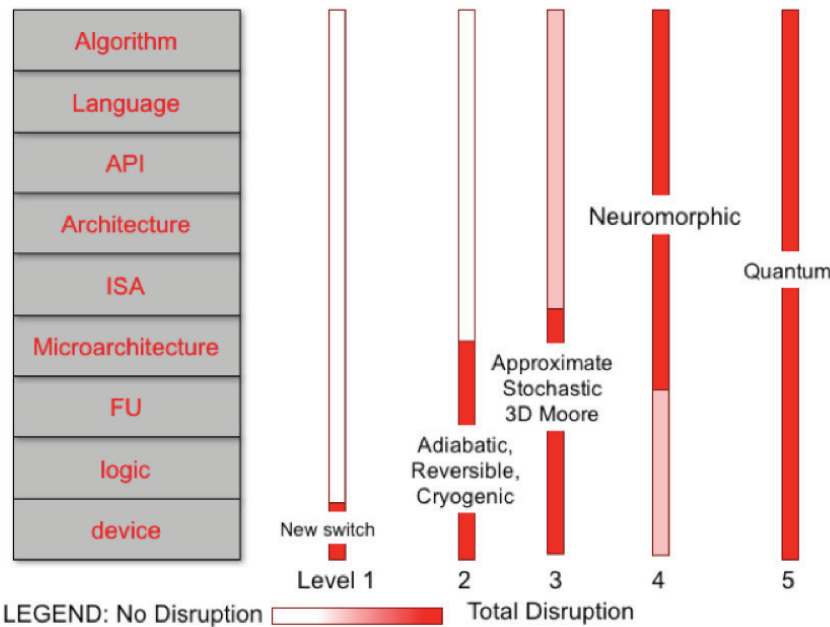 Algorithm
Language
API
Architecture
ISA
Microarchitecture
FU
logic
device
New switch
Adiabatic,
Reversible,
Cryogenic
Approximate
Stochastic
3D Moore
Neuromorphic
Quantum
Level 1 2 3 4 5
LEGEND: No Disruption Total Disruption